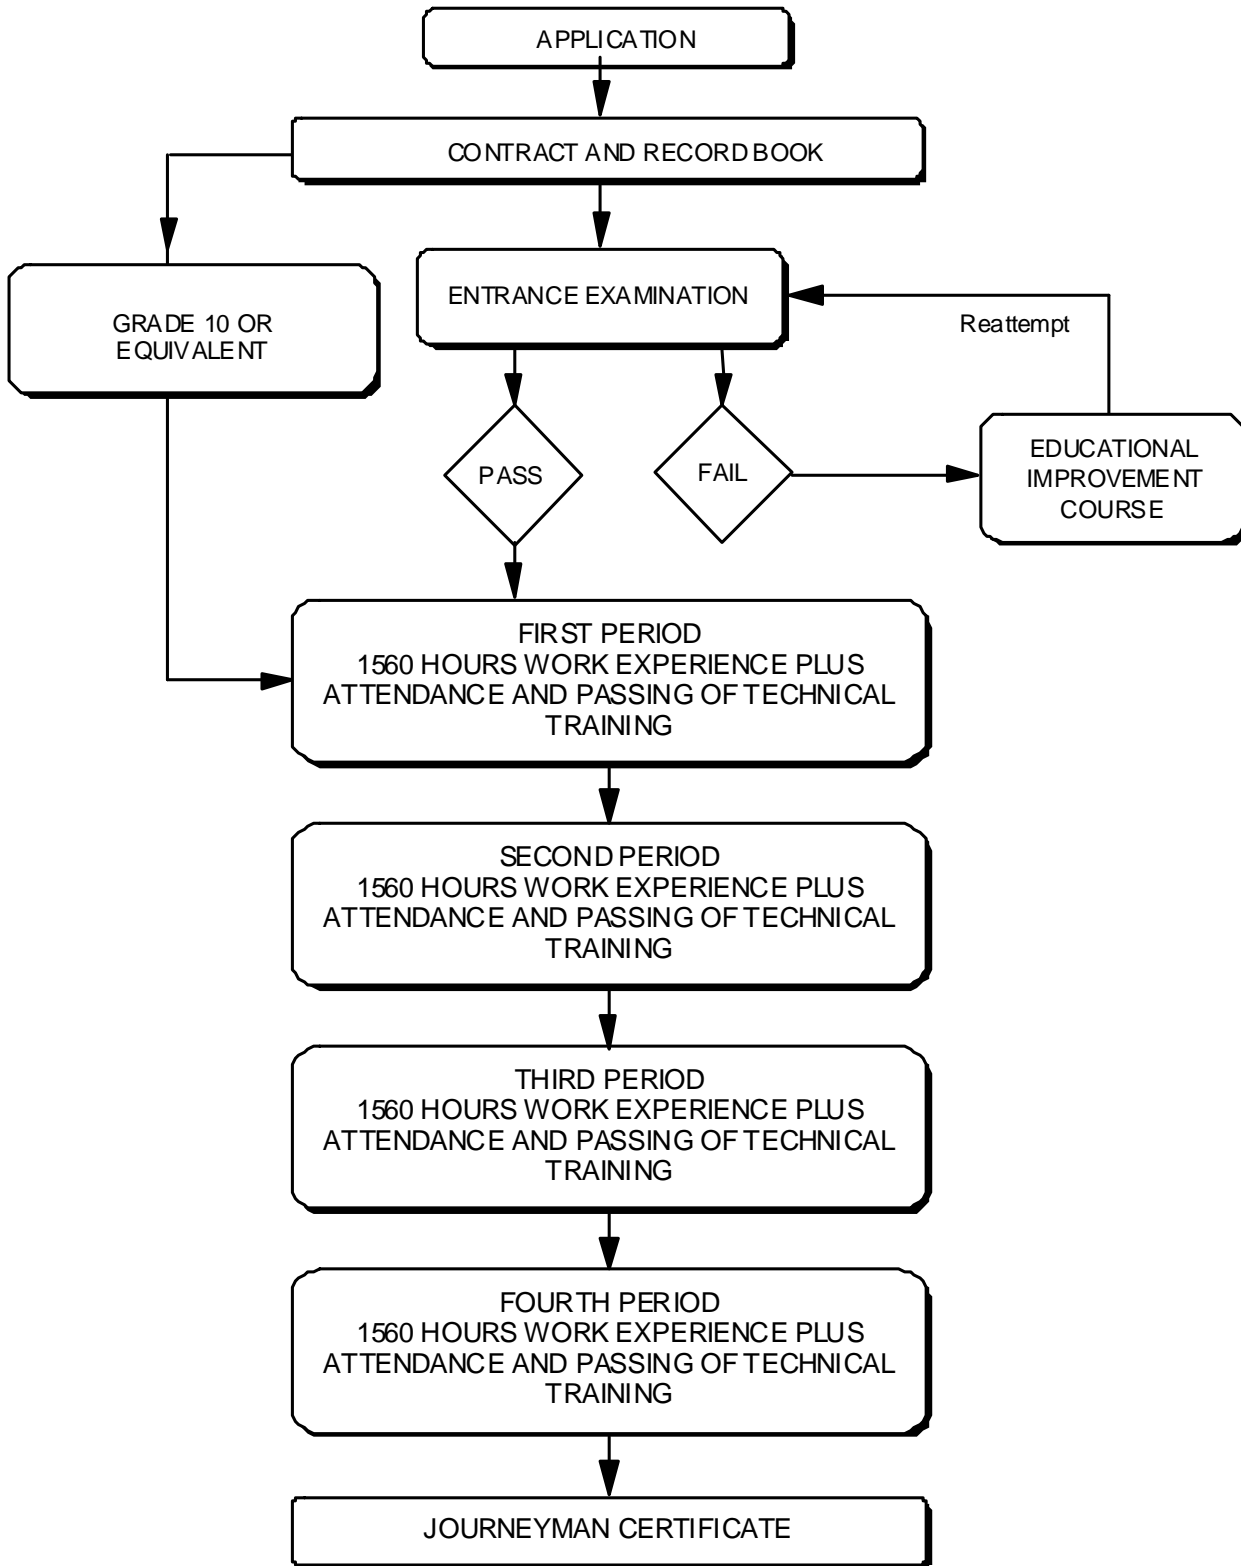 APPLICATION
CONTRACT AND RECORD BOOK
GRADE 10 OR
EQUIVALENT
ENTRANCE EXAMINATION
Reattempt
EDUCATIONAL
IMPROVEMENT
COURSE
PASS
FAIL
FIRST PERIOD
1560 HOURS WORK EXPERIENCE PLUS
ATTENDANCE AND PASSING OF TECHNICAL
TRAINING
SECOND PERIOD
1560 HOURS WORK EXPERIENCE PLUS
ATTENDANCE AND PASSING OF TECHNICAL
TRAINING
THIRD PERIOD
1560 HOURS WORK EXPERIENCE PLUS
ATTENDANCE AND PASSING OF TECHNICAL
TRAINING
FOURTH PERIOD
1560 HOURS WORK EXPERIENCE PLUS
ATTENDANCE AND PASSING OF TECHNICAL
TRAINING
JOURNEYMAN CERTIFICATE